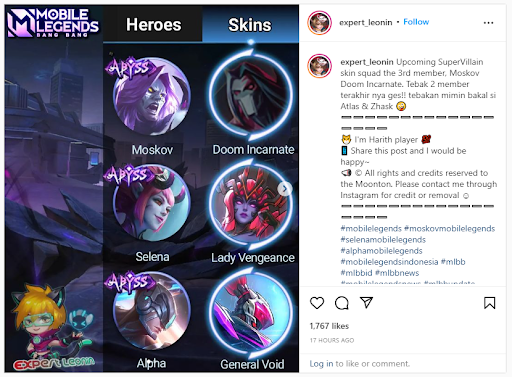 MOBILE
LEGENDS
BANG BANG
Heroes
Skins
ABYSS
Moskov
Doom Incarnate
ABYSS
Selena
Lady Vengeance
ABYSS
Alpha
General Void
Expert Leonin
expert_leonin • Follow
expert_leonin Upcoming SuperVillain
skin squad the 3rd member, Moskov
Doom Incarnate. Tebak 2 member
terakhir nya ges!! tebakan mimin bakal si
Atlas & Zhask 😜
🐯 I'm Harith player 💯
📱 Share this post and I would be
happy~
📢 © All rights and credits reserved to
the Moonton. Please contact me through
Instagram for credit or removal ☺
#mobilelegends #moskovmobilelegends
#selenamobilelegends
#alphamobilelegends
#mobilelegendsindonesia #mlbb
#mlbbid #mlbbnews
#mobilelegendsnews #mlbbupdate
1.767 likes
17 HOURS AGO
Log in to like or comment.